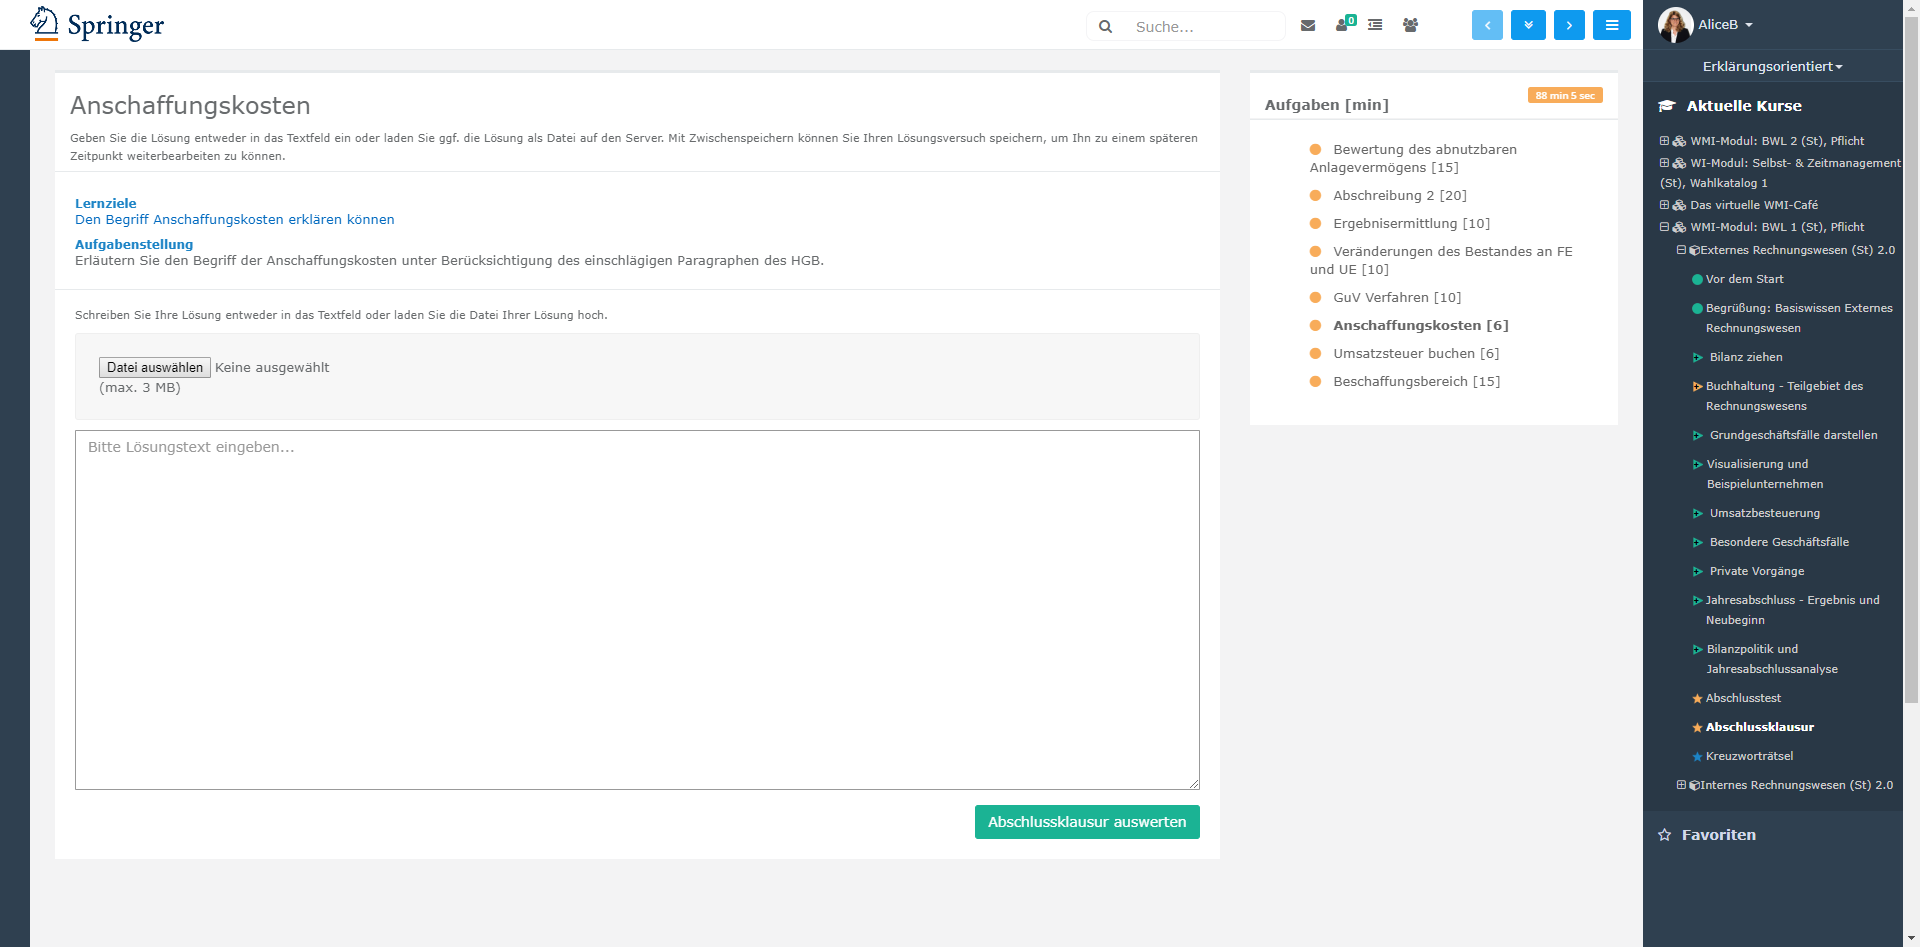 Springer
Suche...
0
AliceB
Erklärungsorientiert
Anschaffungskosten
Geben Sie die Lösung entweder in das Textfeld ein oder laden Sie ggf. die Lösung als Datei auf den Server. Mit Zwischenspeichern können Sie Ihren Lösungsversuch speichern, um Ihn zu einem späteren
Zeitpunkt weiterbearbeiten zu können.
Lernziele
Den Begriff Anschaffungskosten erklären können
Aufgabenstellung
Erläutern Sie den Begriff der Anschaffungskosten unter Berücksichtigung des einschlägigen Paragraphen des HGB.
Schreiben Sie Ihre Lösung entweder in das Textfeld oder laden Sie die Datei Ihrer Lösung hoch.
Datei auswählen Keine ausgewählt
(max. 3 MB)
Bitte Lösungstext eingeben...
Abschlussklausur auswerten
Aufgaben [min]
88 min 5 sec
Bewertung des abnutzbaren
Anlagevermögens [15]
Abschreibung 2 [20]
Ergebnisermittlung [10]
Veränderungen des Bestandes an FE
und UE [10]
GuV Verfahren [10]
Anschaffungskosten [6]
Umsatzsteuer buchen [6]
Beschaffungsbereich [15]
Aktuelle Kurse
WMI-Modul: BWL 2 (St), Pflicht
WI-Modul: Selbst- & Zeitmanagement
(St), Wahlkatalog 1
Das virtuelle WMI-Café
WMI-Modul: BWL 1 (St), Pflicht
Externes Rechnungswesen (St) 2.0
Vor dem Start
Begrüßung: Basiswissen Externes
Rechnungswesen
Bilanz ziehen
Buchhaltung - Teilgebiet des
Rechnungswesens
Grundgeschäftsfälle darstellen
Visualisierung und
Beispielunternehmen
Umsatzbesteuerung
Besondere Geschäftsfälle
Private Vorgänge
Jahresabschluss - Ergebnis und
Neubeginn
Bilanzpolitik und
Jahresabschlussanalyse
Abschlusstest
Abschlussklausur
Kreuzworträtsel
Internes Rechnungswesen (St) 2.0
Favoriten